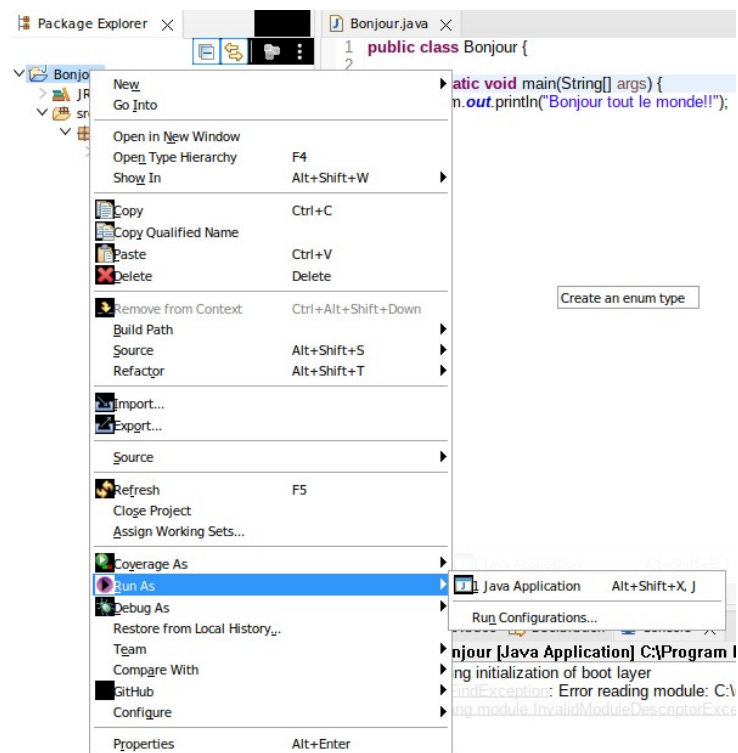 Package Explorer
Bonjour.java
1 public class Bonjour {
2
atic void main(String[] args) {
m.out.println("Bonjour tout le monde!!");
Bonjo
JR
sr
New
Go Into
Open in New Window
Open Type Hierarchy F4
Show In Alt+Shift+W
Copy Ctrl+C
Copy Qualified Name
Paste Ctrl+V
Delete Delete
Remove from Context Ctrl+Alt+Shift+Down
Build Path
Source Alt+Shift+S
Refactor Alt+Shift+T
Import...
Export...
Source
Refresh F5
Close Project
Assign Working Sets...
Coverage As
Run As
Debug As
Restore from Local History...
Team
Compare With
GitHub
Configure
Properties Alt+Enter
Create an enum type
1 Java Application Alt+Shift+X, J
Run Configurations...
njour [Java Application] C:\Program
ng initialization of boot layer
FindException: Error reading module: C:\
ng.module.InvalidModuleDescriptorExce